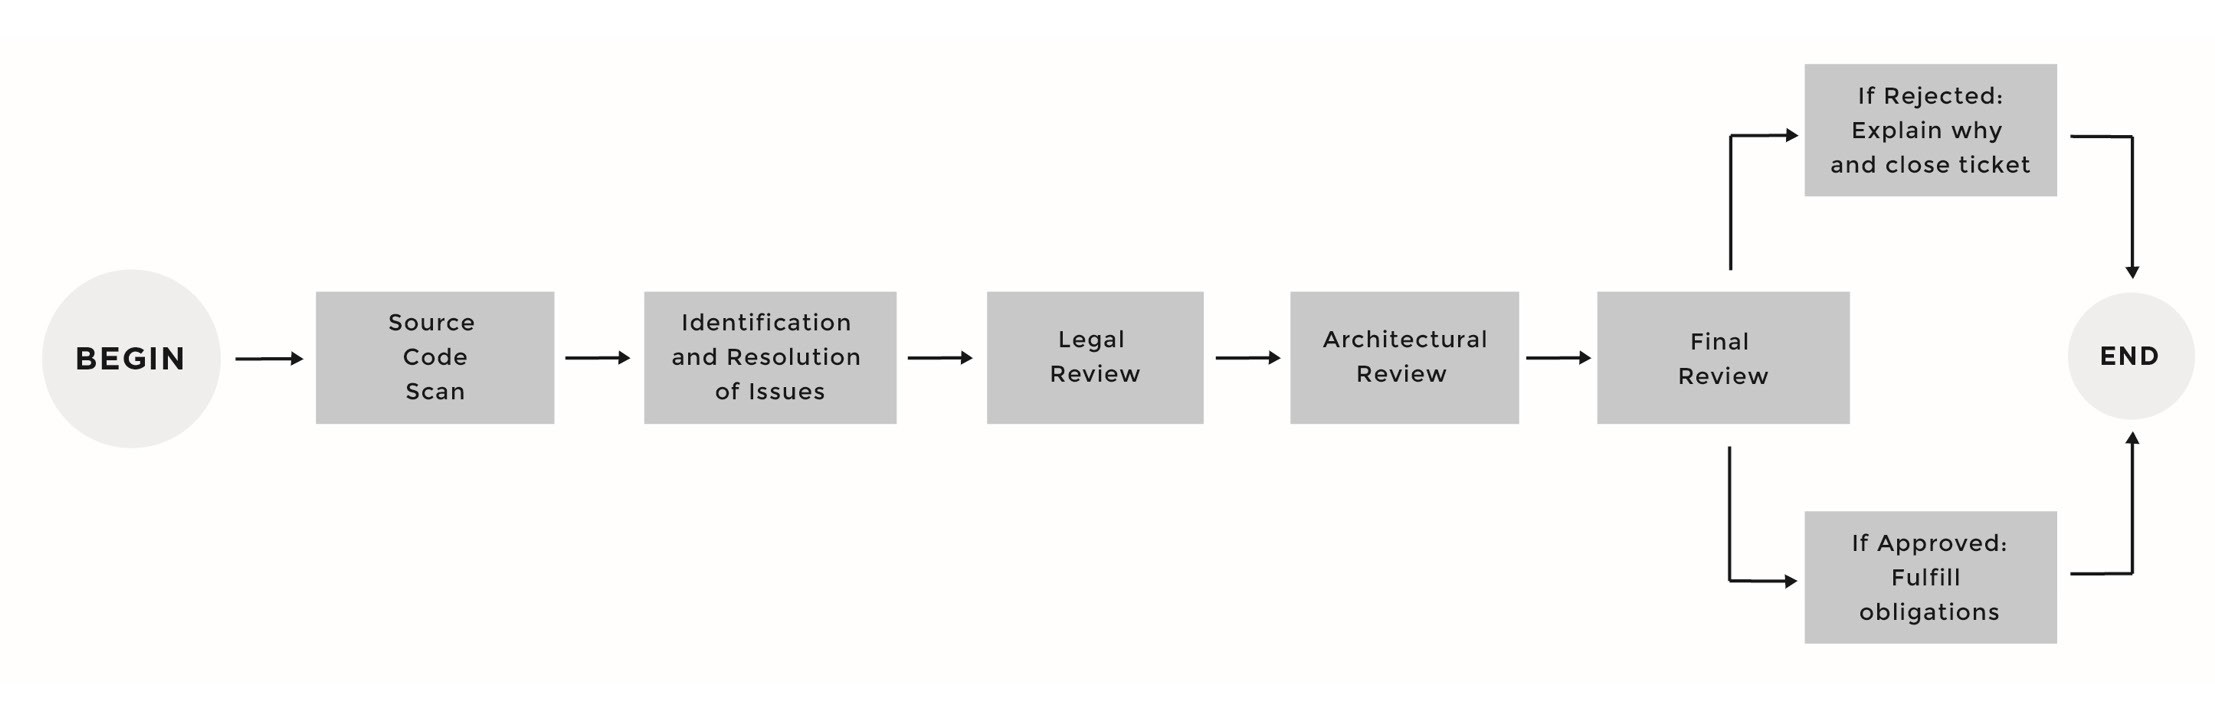 BEGIN
Source
Code
Scan
Identification
and Resolution
of Issues
Legal
Review
Architectural
Review
Final
Review
If Rejected:
Explain why
and close ticket
If Approved:
Fulfill
obligations
END